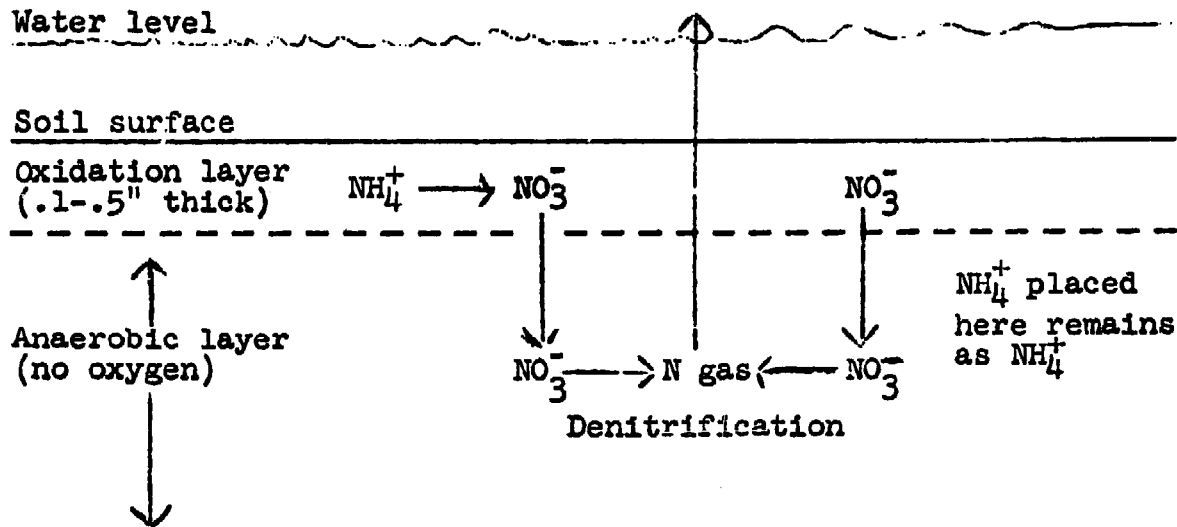 Water level
Soil surface
Oxidation layer
(.1-.5" thick)
NH₄⁺
NO₃⁻
NO₃⁻
Anaerobic layer
(no oxygen)
NO₃⁻
N gas
NO₃⁻
Denitrification
NH₄⁺ placed
here remains
as NH₄⁺